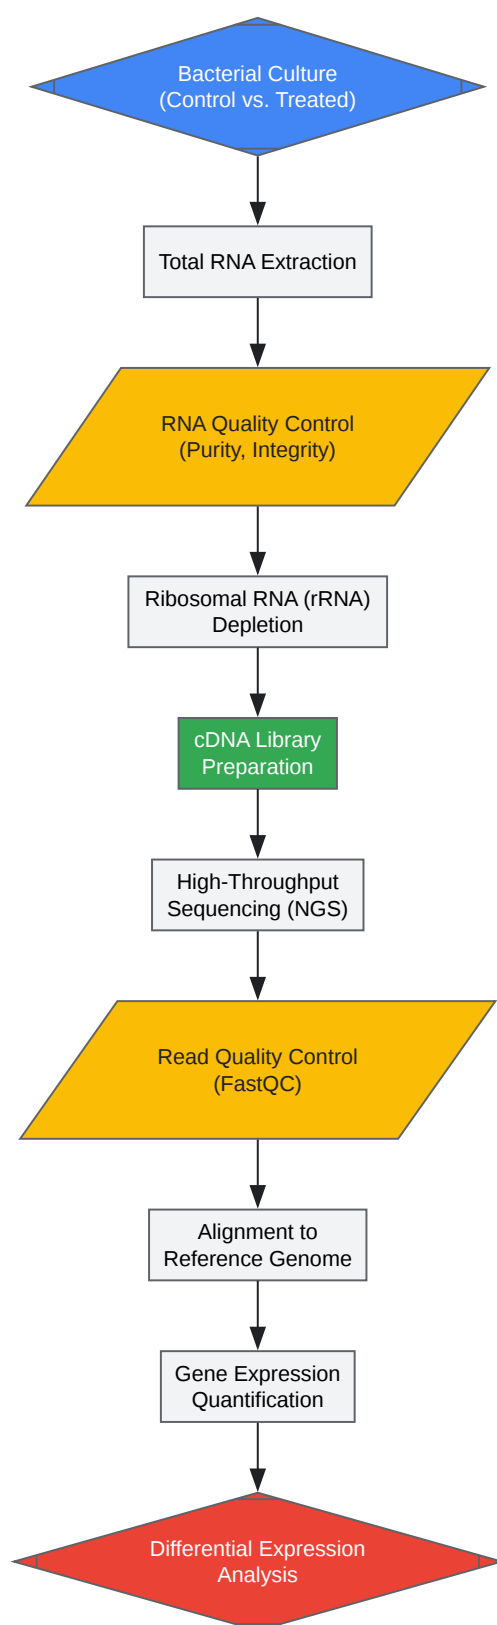 Bacterial Culture
(Control vs. Treated)
Total RNA Extraction
RNA Quality Control
(Purity, Integrity)
Ribosomal RNA (rRNA)
Depletion
cDNA Library
Preparation
High-Throughput
Sequencing (NGS)
Read Quality Control
(FastQC)
Alignment to
Reference Genome
Gene Expression
Quantification
Differential Expression
Analysis